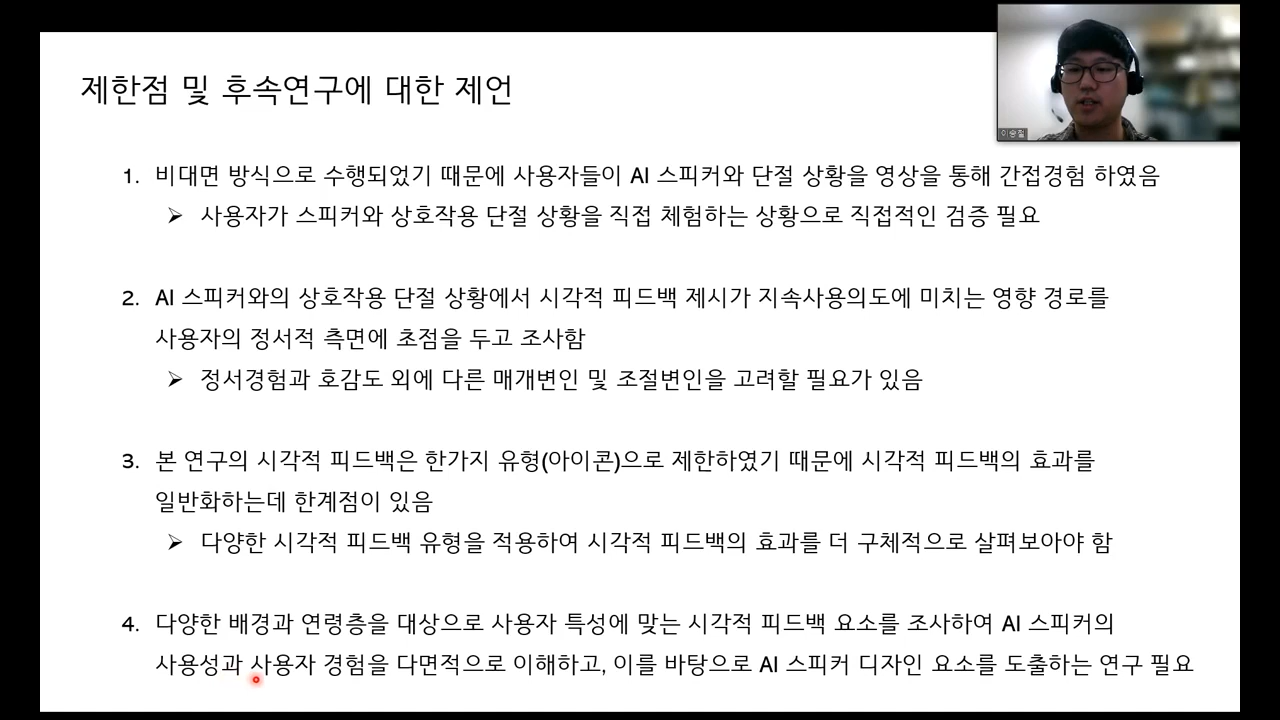 제한점 및 후속연구에 대한 제언
이승철
1. 비대면 방식으로 수행되었기 때문에 사용자들이 AI 스피커와 단절 상황을 영상을 통해 간접경험 하였음
➢ 사용자가 스피커와 상호작용 단절 상황을 직접 체험하는 상황으로 직접적인 검증 필요
2. AI 스피커와의 상호작용 단절 상황에서 시각적 피드백 제시가 지속사용의도에 미치는 영향 경로를
사용자의 정서적 측면에 초점을 두고 조사함
➢ 정서경험과 호감도 외에 다른 매개변인 및 조절변인을 고려할 필요가 있음
3. 본 연구의 시각적 피드백은 한가지 유형(아이콘)으로 제한하였기 때문에 시각적 피드백의 효과를
일반화하는데 한계점이 있음
➢ 다양한 시각적 피드백 유형을 적용하여 시각적 피드백의 효과를 더 구체적으로 살펴보아야 함
4. 다양한 배경과 연령층을 대상으로 사용자 특성에 맞는 시각적 피드백 요소를 조사하여 AI 스피커의
사용성과 사용자 경험을 다면적으로 이해하고, 이를 바탕으로 AI 스피커 디자인 요소를 도출하는 연구 필요